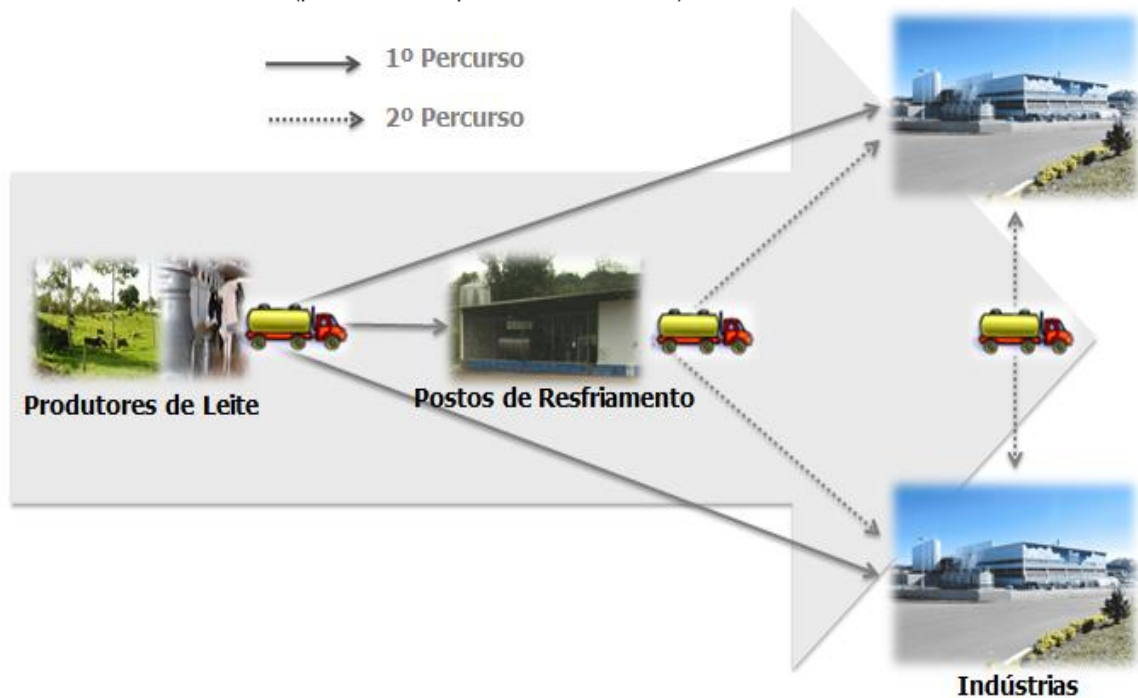 1º Percurso
2º Percurso
Produtores de Leite
Postos de Resfriamento
Indústrias